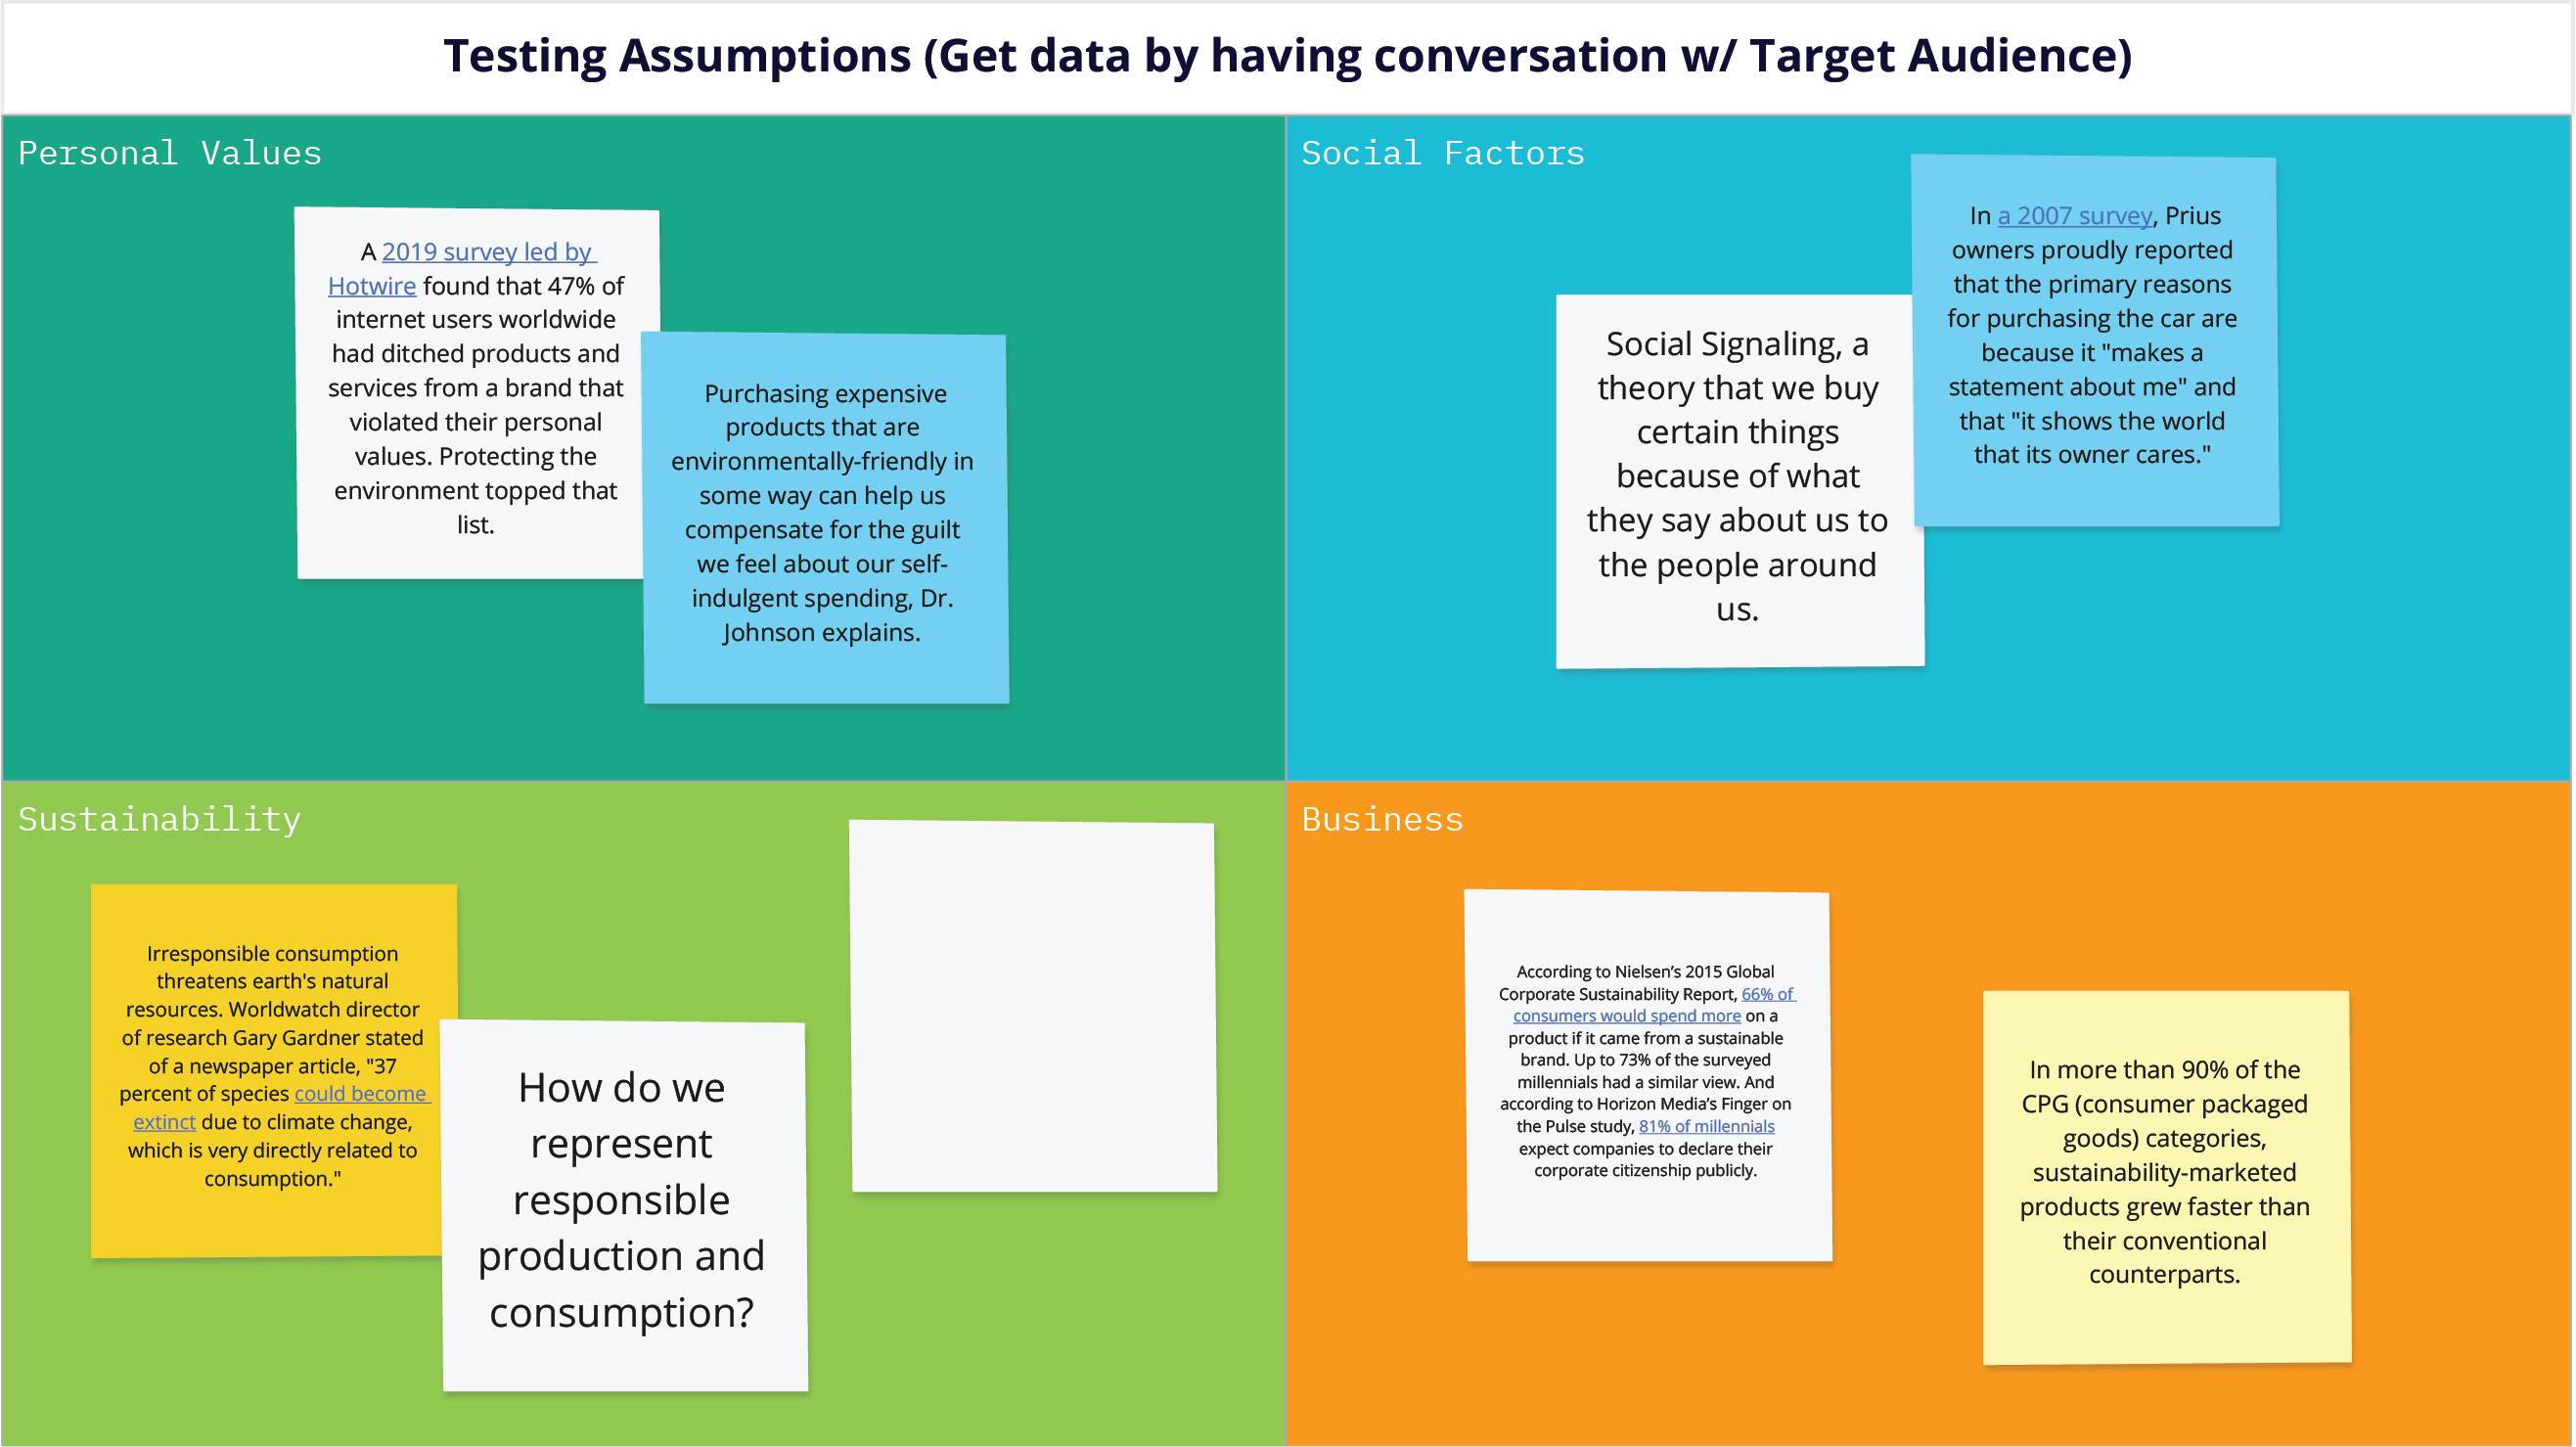 Testing Assumptions (Get data by having conversation w/ Target Audience)
Personal Values
A 2019 survey led by
Hotwire found that 47% of
internet users worldwide
had ditched products and
services from a brand that
violated their personal
values. Protecting the
environment topped that
list.
Purchasing expensive
products that are
environmentally-friendly in
some way can help us
compensate for the guilt
we feel about our self-
indulgent spending, Dr.
Johnson explains.
Social Factors
Social Signaling, a
theory that we buy
certain things
because of what
they say about us to
the people around
us.
In a 2007 survey, Prius
owners proudly reported
that the primary reasons
for purchasing the car are
because it "makes a
statement about me" and
that "it shows the world
that its owner cares."
Sustainability
Irresponsible consumption
threatens earth's natural
resources. Worldwatch director
of research Gary Gardner stated
of a newspaper article, "37
percent of species could become
extinct due to climate change,
which is very directly related to
consumption."
How do we
represent
responsible
production and
consumption?
Business
According to Nielsen’s 2015 Global
Corporate Sustainability Report, 66% of
consumers would spend more on a
product if it came from a sustainable
brand. Up to 73% of the surveyed
millennials had a similar view. And
according to Horizon Media’s Finger on
the Pulse study, 81% of millennials
expect companies to declare their
corporate citizenship publicly.
In more than 90% of the
CPG (consumer packaged
goods) categories,
sustainability-marketed
products grew faster than
their conventional
counterparts.